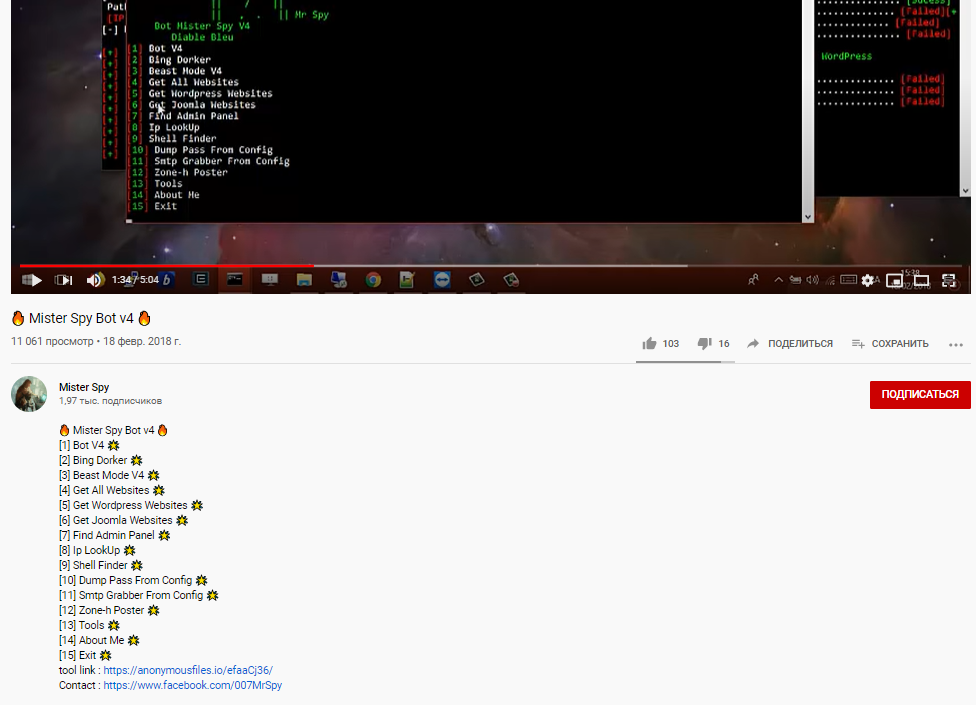 [Sucess]
Patl
|| / ||
|| , . || Mr Spy
[Failed][+
[IP
[Failed]
[-]
Bot Mister Spy V4
[Failed]
Diable Bleu
[1] Bot V4
[2] Bing Dorker
WordPress
[3] Beast Mode V4
[4] Get All Websites
[Failed]
[5] Get Wordpress Websites
[Failed]
[6] Get Joomla Websites
[Failed]
[7] Find Admin Panel
[8] Ip LookUp
[9] Shell Finder
[10] Dump Pass From Config
[11] Smtp Grabber From Config
[12] Zone-h Poster
[13] Tools
[14] About Me
[15] Exit
1:34 / 5:04
15:38
🔥 Mister Spy Bot v4 🔥
11 061 просмотр • 18 февр. 2018 г.
103 16 ПОДЕЛИТЬСЯ СОХРАНИТЬ
Mister Spy
1,97 тыс. подписчиков
ПОДПИСАТЬСЯ
🔥 Mister Spy Bot v4 🔥
[1] Bot V4 💥
[2] Bing Dorker 💥
[3] Beast Mode V4 💥
[4] Get All Websites 💥
[5] Get Wordpress Websites 💥
[6] Get Joomla Websites 💥
[7] Find Admin Panel 💥
[8] Ip LookUp 💥
[9] Shell Finder 💥
[10] Dump Pass From Config 💥
[11] Smtp Grabber From Config 💥
[12] Zone-h Poster 💥
[13] Tools 💥
[14] About Me 💥
[15] Exit 💥
tool link : https://anonymousfiles.io/efaaCj36/
Contact : https://www.facebook.com/007MrSpy